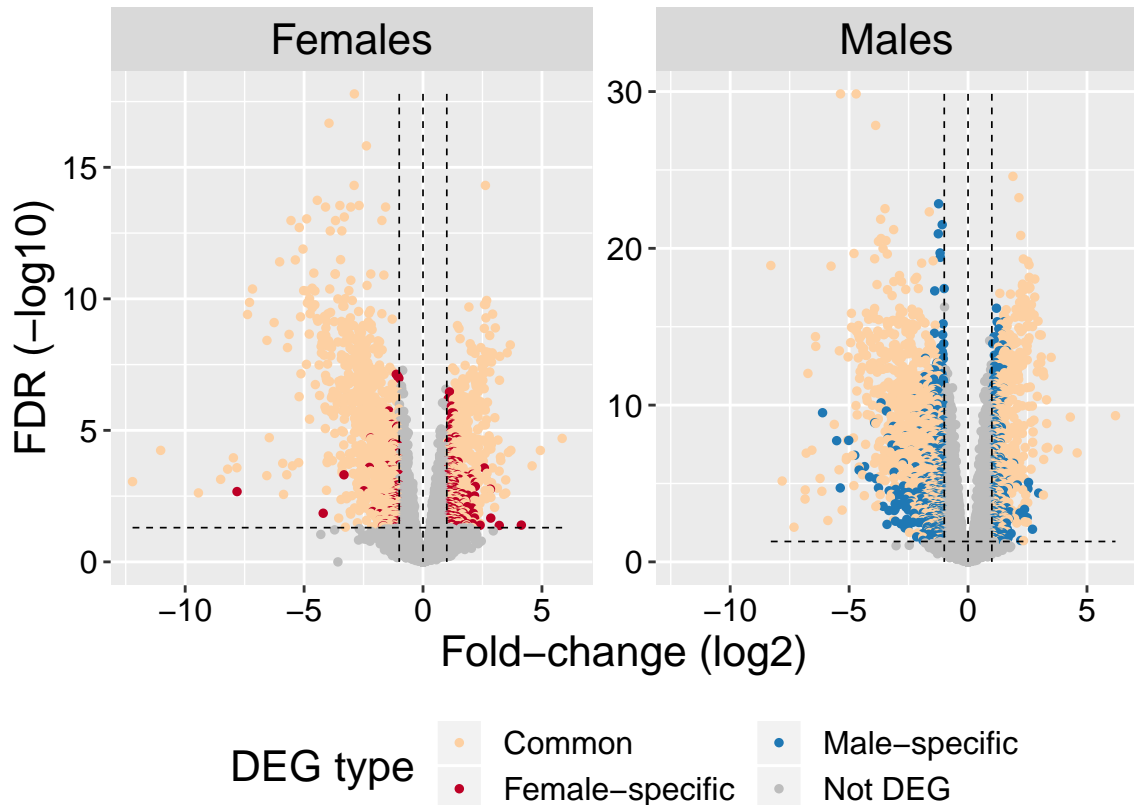 Females Males
15
10
5
0
30
20
10
0
FDR (−log10)
−10 −5 0 5
−10 −5 0 5
Fold−change (log2)
DEG type
Common
Female−specific
Male−specific
Not DEG